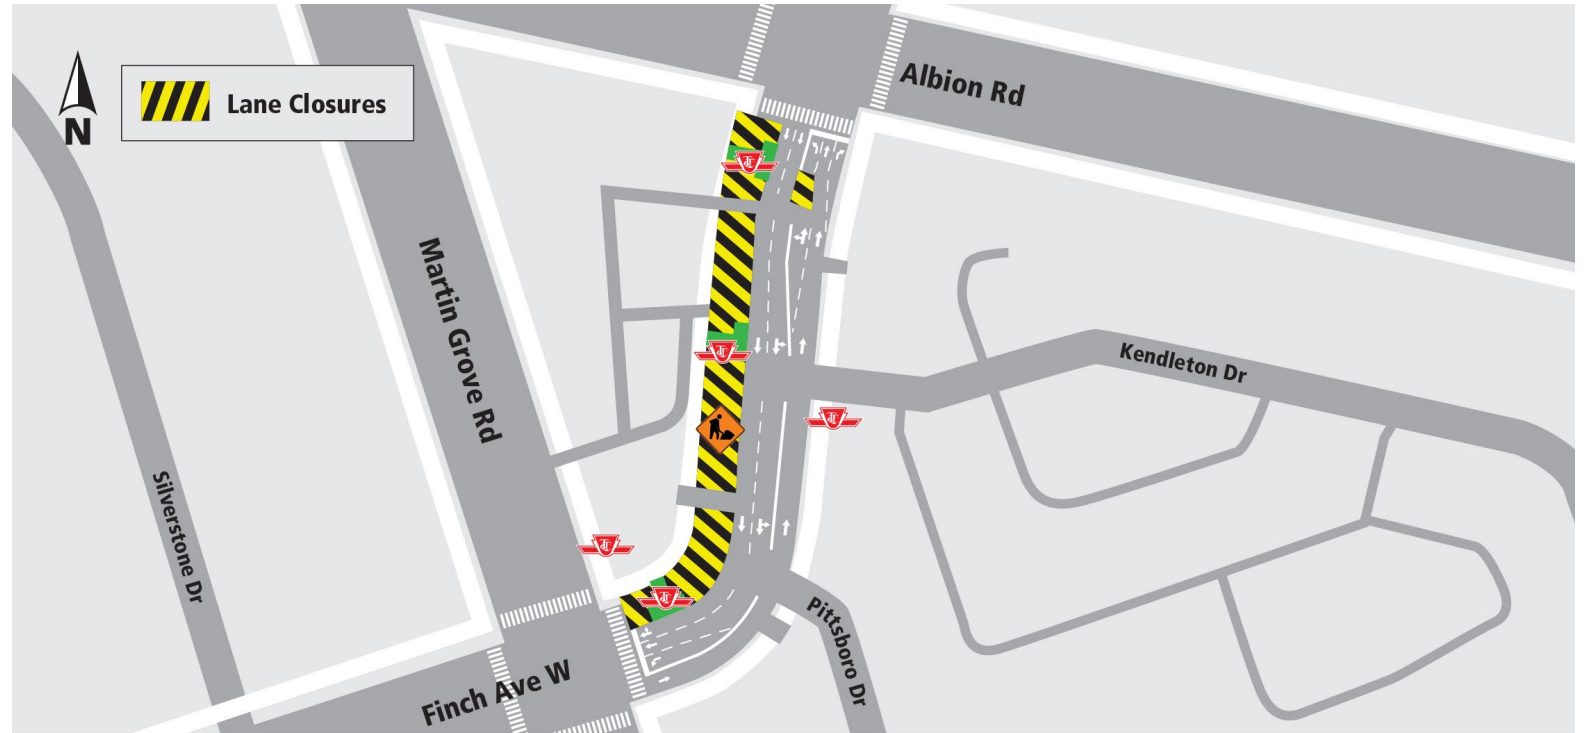 Albion Rd
N
Lane Closures
Martin Grove Rd
Kendleton Dr
Silverstone Dr
Pittsboro Dr
Finch Ave W